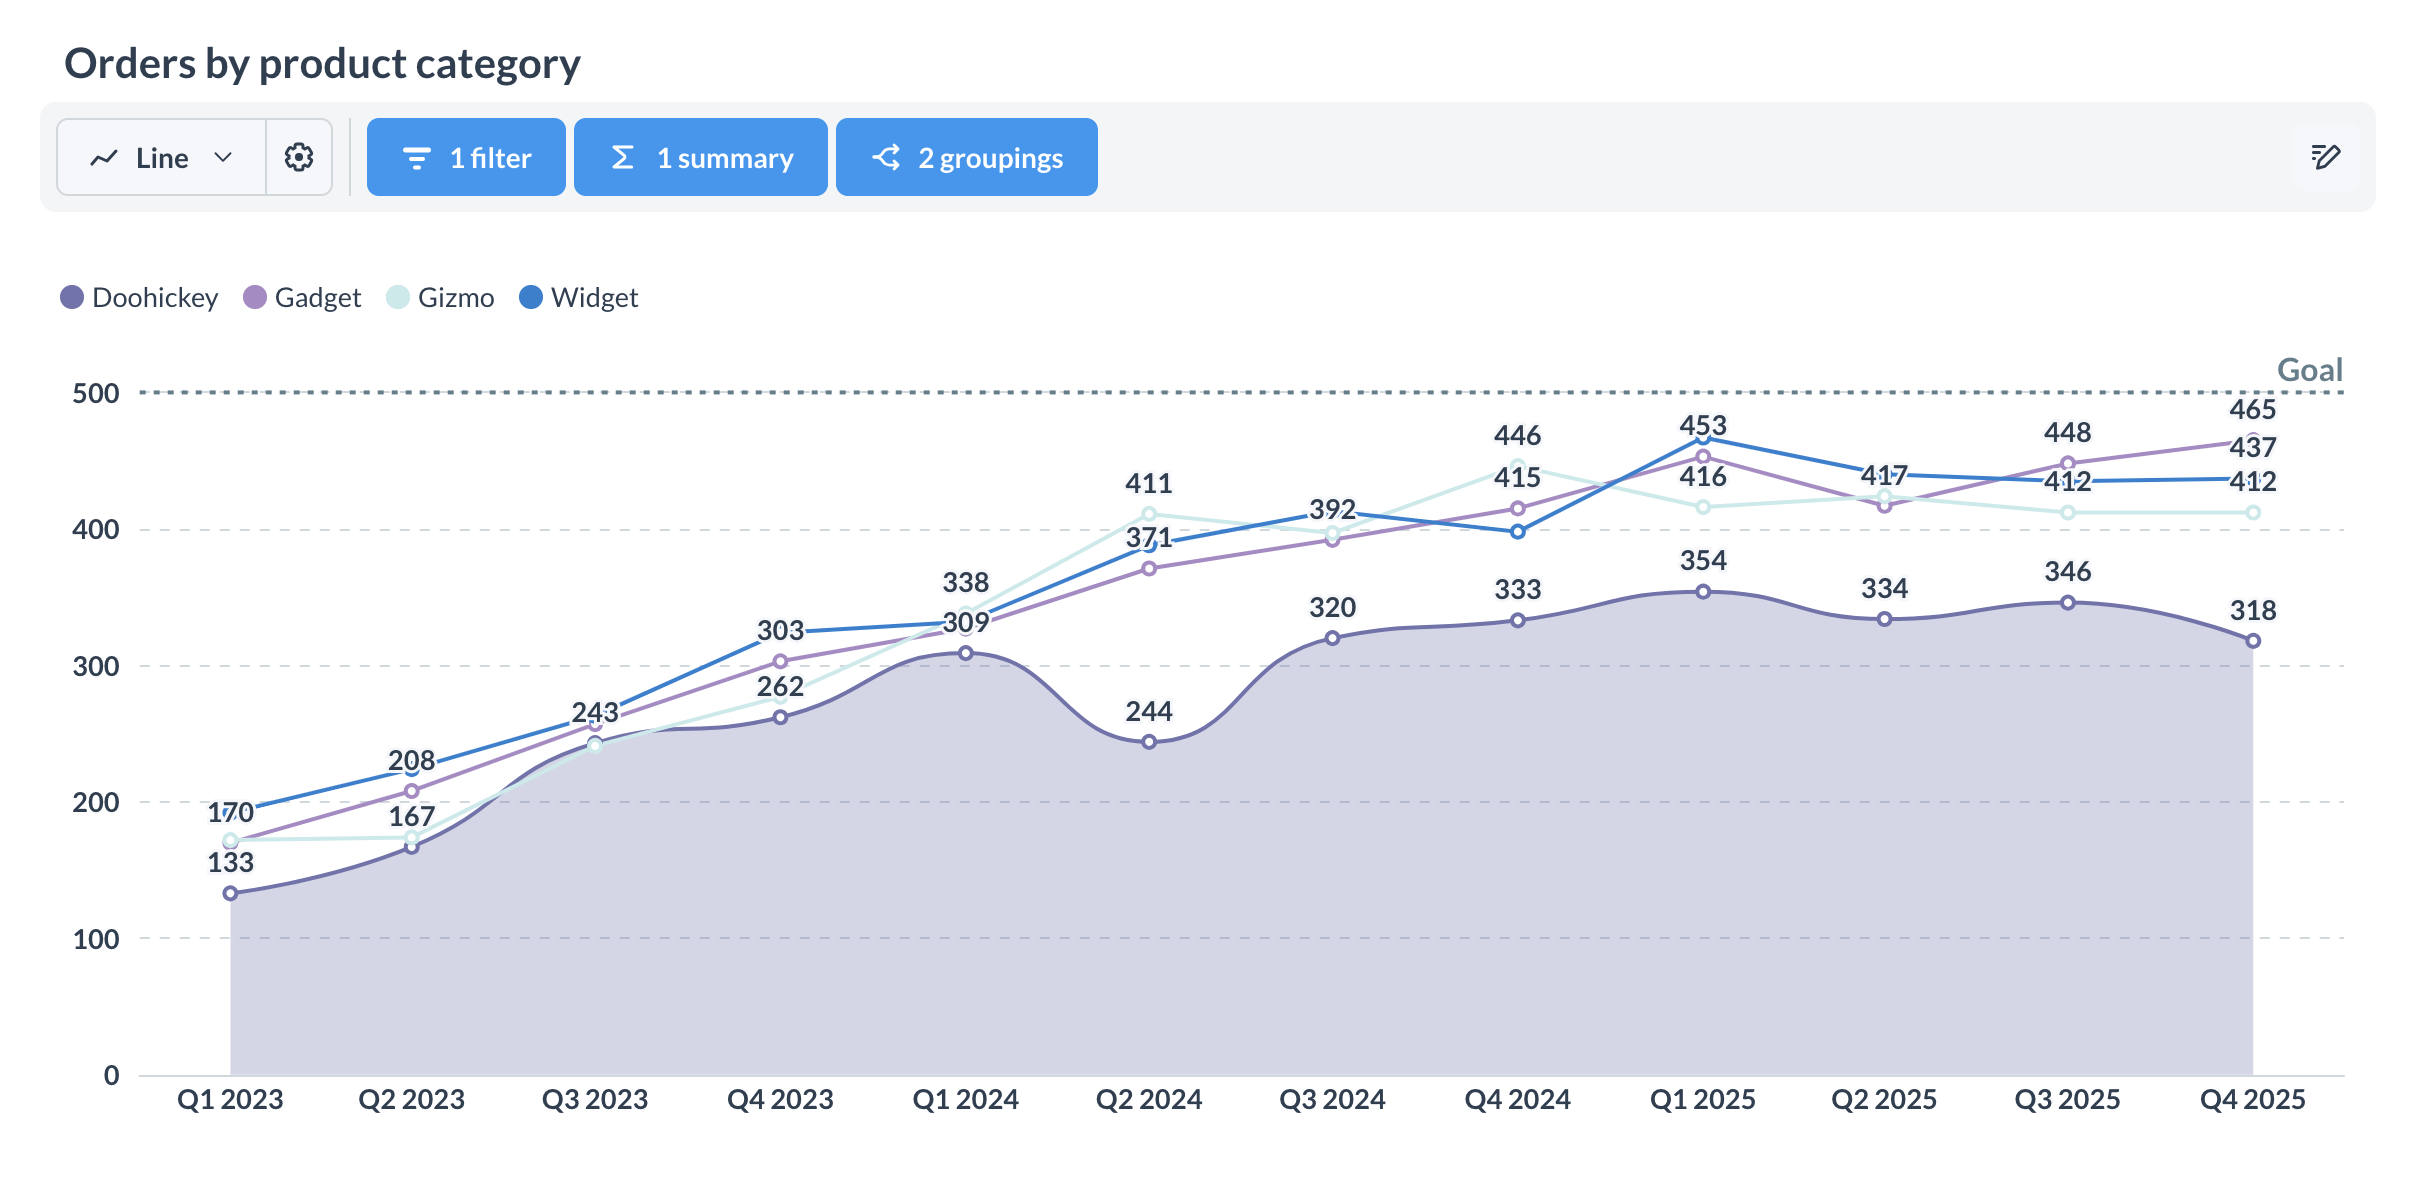 Orders by product category
Line
1 filter
1 summary
2 groupings
Doohickey
Gadget
Gizmo
Widget
Goal
500
400
300
200
100
0
170
133
208
167
243
303
262
338
309
411
371
244
392
320
446
415
333
453
416
354
417
334
448
412
346
465
437
412
318
Q1 2023
Q2 2023
Q3 2023
Q4 2023
Q1 2024
Q2 2024
Q3 2024
Q4 2024
Q1 2025
Q2 2025
Q3 2025
Q4 2025